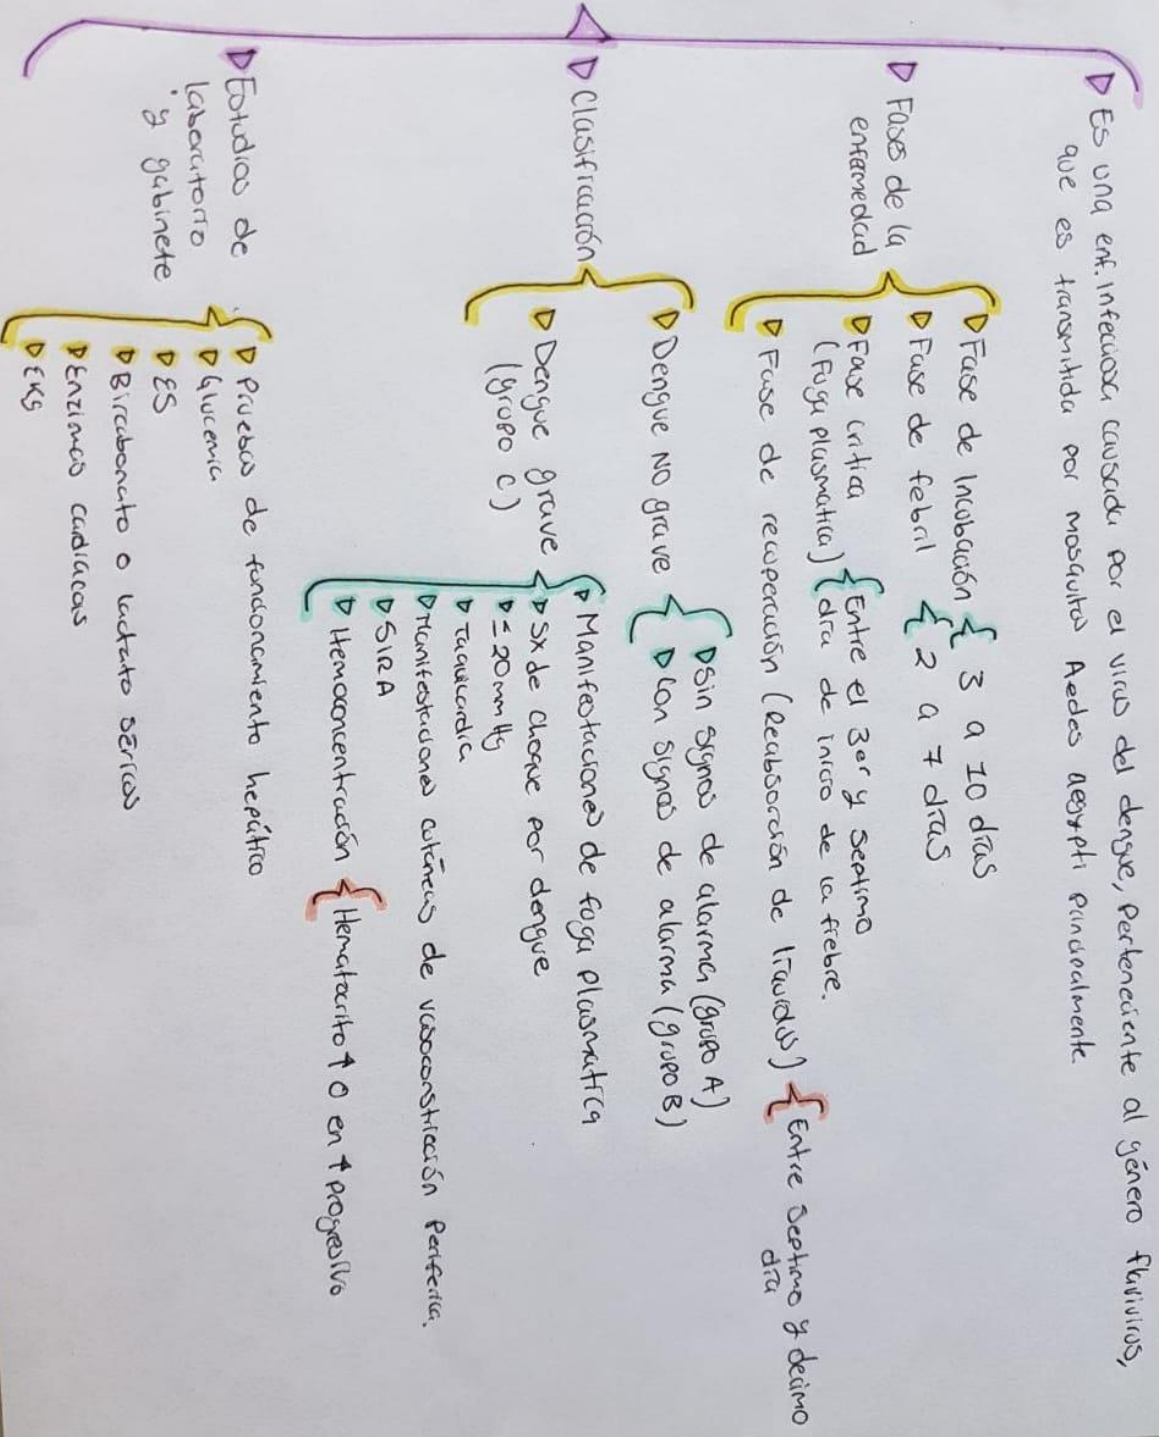 Es una enf. infecciosa causada por el virus del dengue, Perteneciente al género flavivirus,
que es transmitida por mosquitos Aedes aegypti principalmente.
Fases de la
enfermedad
Fase de Incubación
3 a 10 días
Fase de febril
2 a 7 días
Fase critica
(Fuga plasmatica)
Entre el 3er y septimo
día de inicio de la fiebre.
Fase de recuperación (Reabsorción de líquidos)
Entre septimo y decimo
día
Clasificación
Dengue NO grave
Sin signos de alarma (grupo A)
Con signos de alarma (grupo B)
Dengue grave
(grupo C)
Manifestaciones de fuga plasmatica
Sx de choque por dengue
≤ 20 mmHg
Taquicardia
Manifestaciones cutáneas de vasoconstricción Periferica.
SIRA
Hemoconcentración
Hematocrito ↑ O en ↑ progresivo
Estudios de
laboratorio
y gabinete
Pruebas de funcionamiento hepático
Glucemia
ES
Bircabonato o lactato séricos
Enzimas cardiacas
EKG